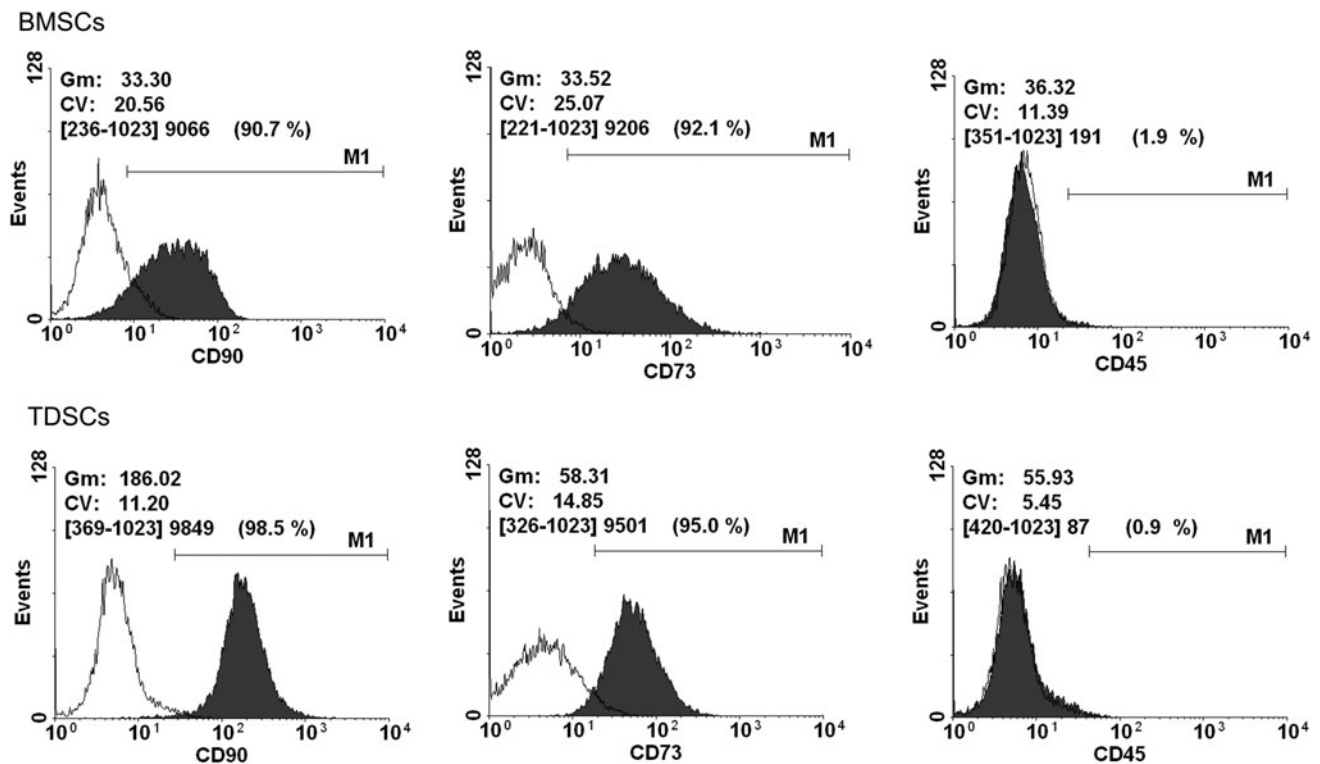 BMSCs
128
Gm: 33.30
CV: 20.56
[236-1023] 9066 (90.7 %)
M1
Events
0
10^0 10^1 10^2 10^3 10^4
CD90
128
Gm: 33.52
CV: 25.07
[221-1023] 9206 (92.1 %)
M1
Events
0
10^0 10^1 10^2 10^3 10^4
CD73
128
Gm: 36.32
CV: 11.39
[351-1023] 191 (1.9 %)
M1
Events
0
10^0 10^1 10^2 10^3 10^4
CD45
TDSCs
128
Gm: 186.02
CV: 11.20
[369-1023] 9849 (98.5 %)
M1
Events
0
10^0 10^1 10^2 10^3 10^4
CD90
128
Gm: 58.31
CV: 14.85
[326-1023] 9501 (95.0 %)
M1
Events
0
10^0 10^1 10^2 10^3 10^4
CD73
128
Gm: 55.93
CV: 5.45
[420-1023] 87 (0.9 %)
M1
Events
0
10^0 10^1 10^2 10^3 10^4
CD45